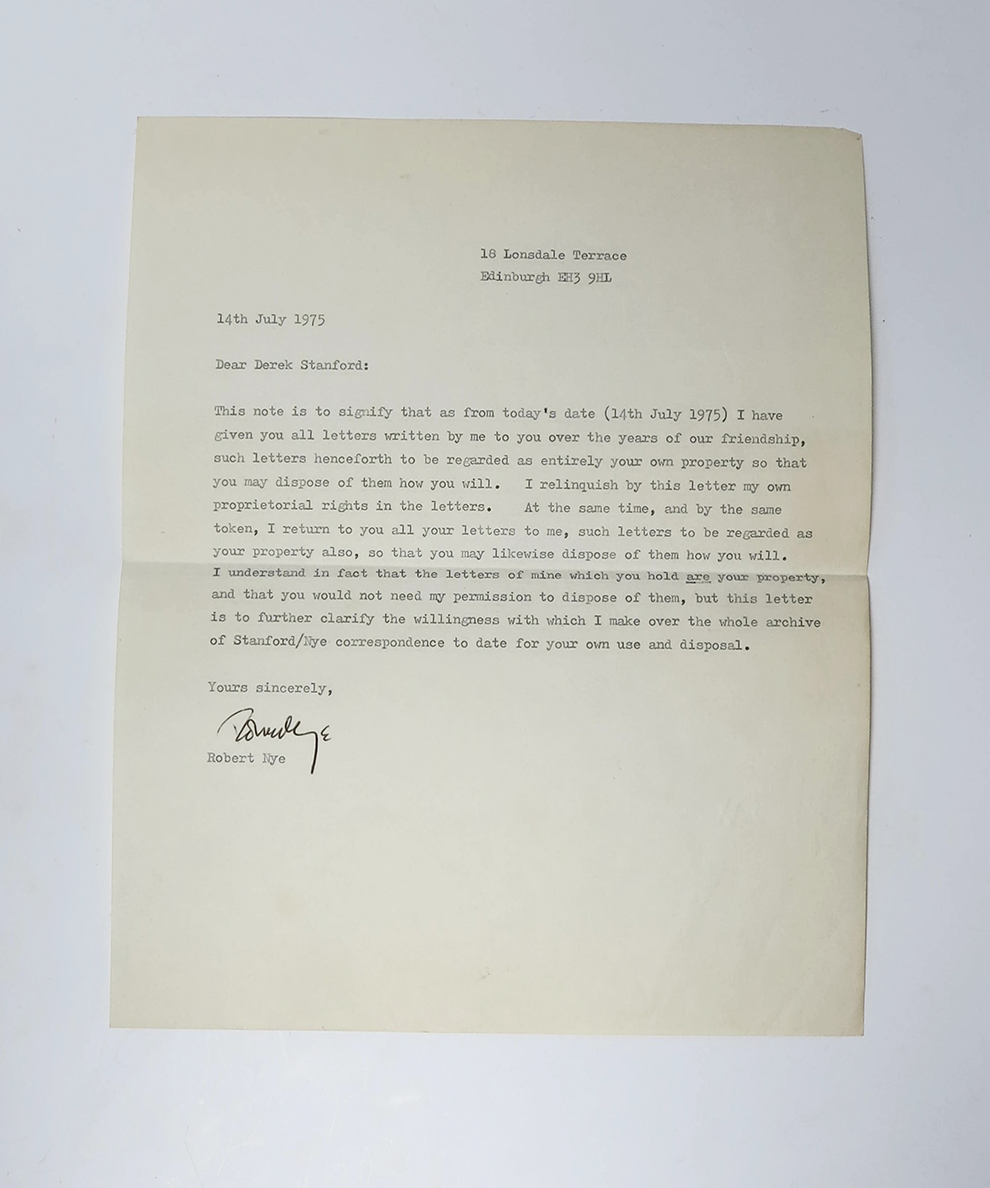 18 Lonsdale Terrace
Edinburgh EH3 9HL
14th July 1975
Dear Derek Stanford:
This note is to signify that as from today's date (14th July 1975) I have
given you all letters written by me to you over the years of our friendship,
such letters henceforth to be regarded as entirely your own property so that
you may dispose of them how you will. I relinquish by this letter my own
proprietorial rights in the letters. At the same time, and by the same
token, I return to you all your letters to me, such letters to be regarded as
your property also, so that you may likewise dispose of them how you will.
I understand in fact that the letters of mine which you hold are your property,
and that you would not need my permission to dispose of them, but this letter
is to further clarify the willingness with which I make over the whole archive
of Stanford/Nye correspondence to date for your own use and disposal.
Yours sincerely,
Robert Nye
Robert Nye